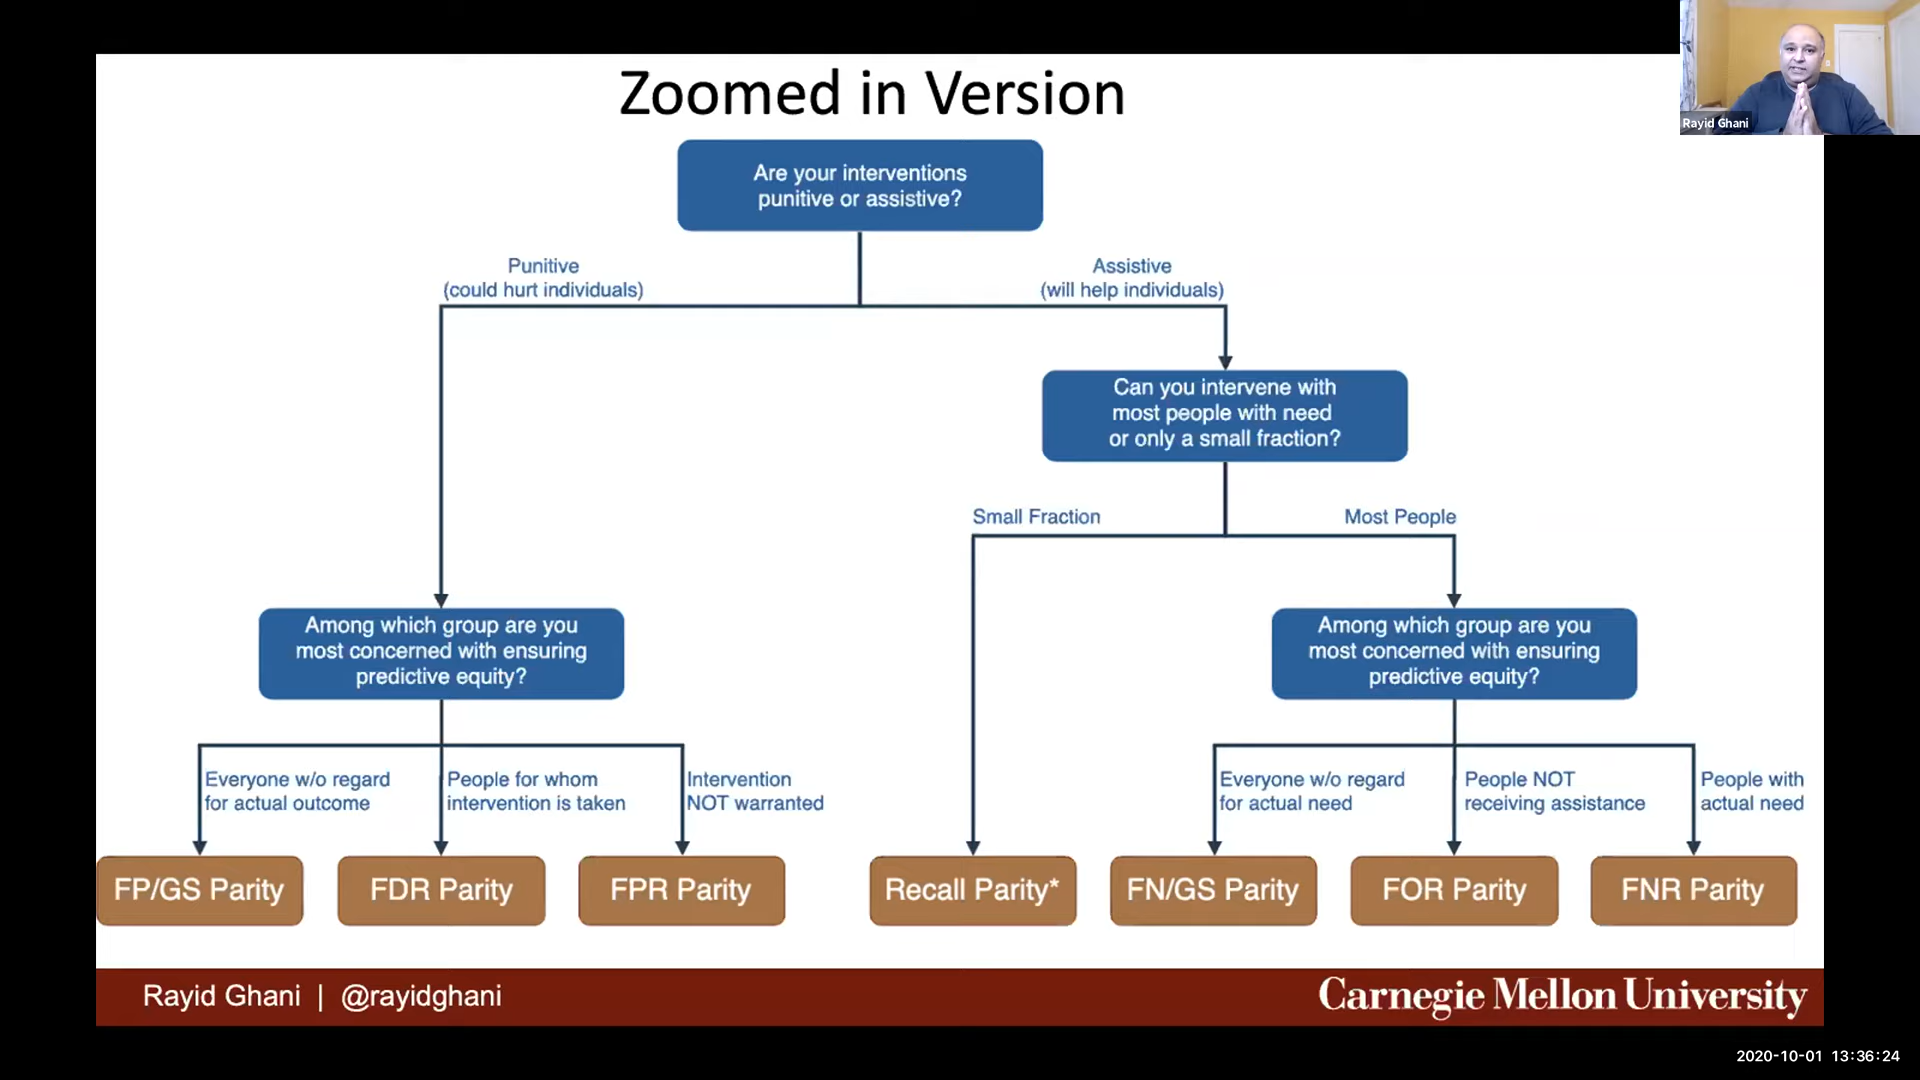 Zoomed in Version
Rayid Ghani
Are your interventions
punitive or assistive?
Punitive
(could hurt individuals)
Assistive
(will help individuals)
Can you intervene with
most people with need
or only a small fraction?
Small Fraction
Most People
Among which group are you
most concerned with ensuring
predictive equity?
Among which group are you
most concerned with ensuring
predictive equity?
Everyone w/o regard
for actual outcome
People for whom
intervention is taken
Intervention
NOT warranted
Everyone w/o regard
for actual need
People NOT
receiving assistance
People with
actual need
FP/GS Parity
FDR Parity
FPR Parity
Recall Parity*
FN/GS Parity
FOR Parity
FNR Parity
Rayid Ghani | @rayidghani
Carnegie Mellon University
2020-10-01 13:36:24